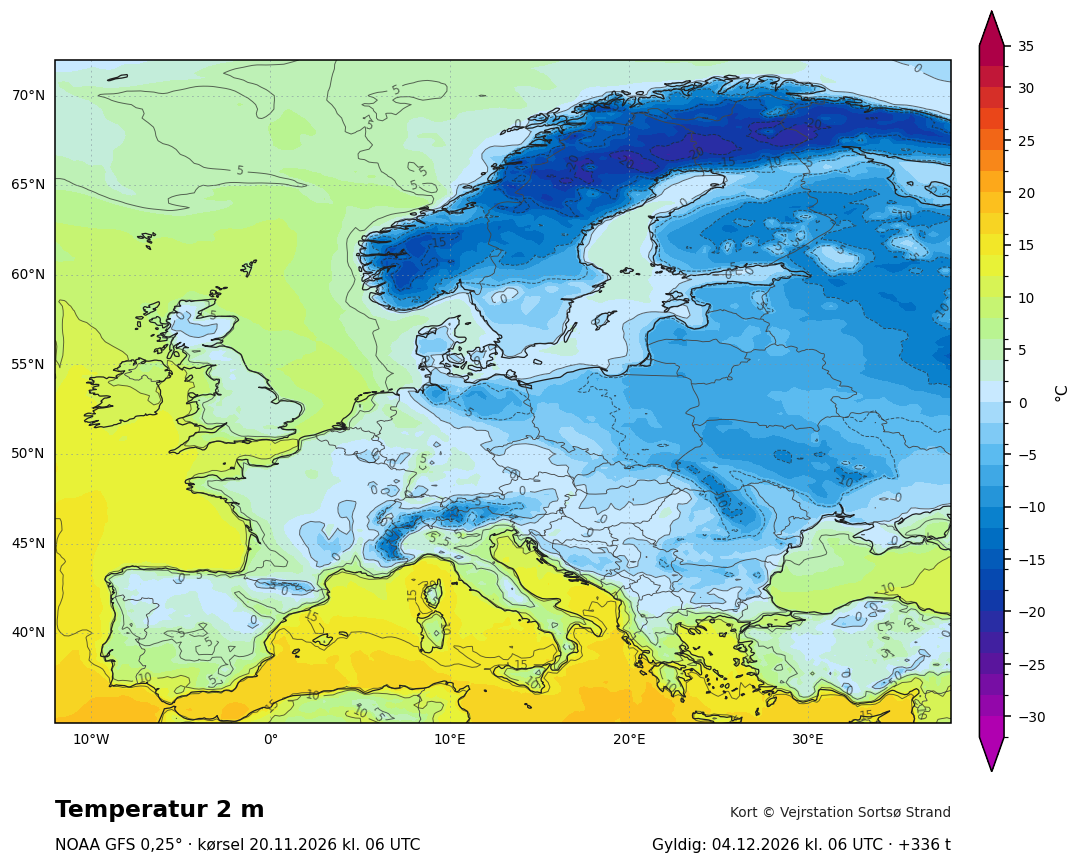 70°N
65°N
60°N
55°N
50°N
45°N
40°N
10°W
0°
10°E
20°E
30°E
35
30
25
20
15
10
5
0
−5
−10
−15
−20
−25
−30
°C
Temperatur 2 m
Kort © Vejrstation Sortsø Strand
NOAA GFS 0,25° · kørsel 20.11.2026 kl. 06 UTC
Gyldig: 04.12.2026 kl. 06 UTC · +336 t